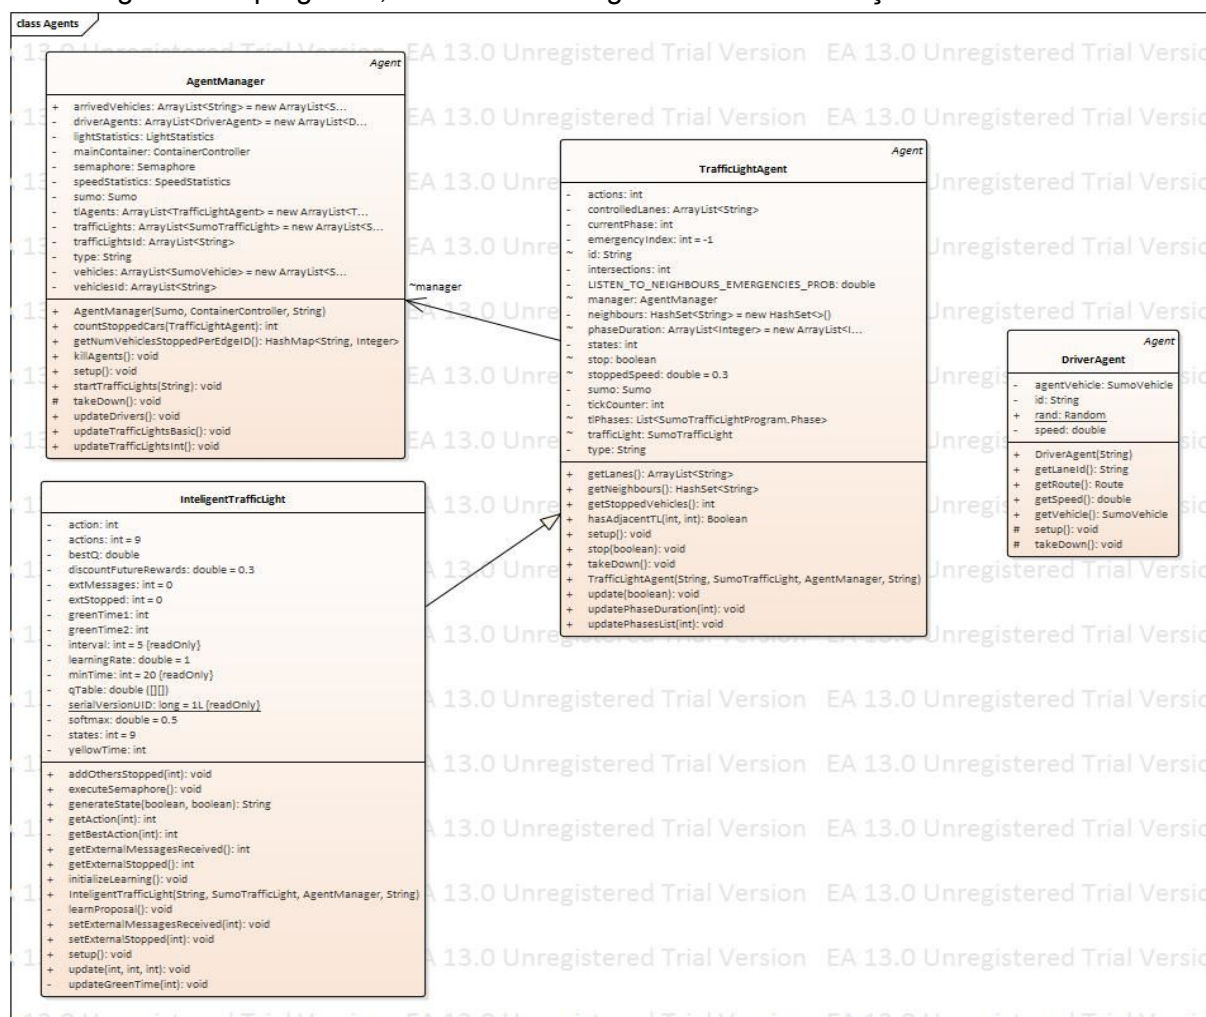 class Agents
Agent
AgentManager
+ arrivedVehicles: ArrayList<String> = new ArrayList<S...
- driverAgents: ArrayList<DriverAgent> = new ArrayList<D...
- lightStatistics: LightStatistics
- mainContainer: ContainerController
- semaphore: Semaphore
- speedStatistics: SpeedStatistics
- sumo: Sumo
- tlAgents: ArrayList<TrafficLightAgent> = new ArrayList<T...
- trafficLights: ArrayList<SumoTrafficLight> = new ArrayList<S...
- trafficLightsId: ArrayList<String>
- type: String
- vehicles: ArrayList<SumoVehicle> = new ArrayList<S...
- vehiclesId: ArrayList<String>
+ AgentManager(Sumo, ContainerController, String)
+ countStoppedCars(TrafficLightAgent): int
+ getNumVehiclesStoppedPerEdgeID(): HashMap<String, Integer>
+ killAgents(): void
+ setup(): void
+ startTrafficLights(String): void
# takeDown(): void
+ updateDrivers(): void
+ updateTrafficLightsBasic(): void
+ updateTrafficLightsInt(): void
~manager
Agent
TrafficLightAgent
- actions: int
- controlledLanes: ArrayList<String>
- currentPhase: int
- emergencyIndex: int = -1
~ id: String
- intersections: int
- LISTEN_TO_NEIGHBOURS_EMERGENCIES_PROB: double
~ manager: AgentManager
- neighbours: HashSet<String> = new HashSet<>()
~ phaseDuration: ArrayList<Integer> = new ArrayList<I...
- states: int
~ stop: boolean
~ stoppedSpeed: double = 0.3
- sumo: Sumo
- tickCounter: int
~ tlPhases: List<SumoTrafficLightProgram.Phase>
~ trafficLight: SumoTrafficLight
- type: String
+ getLanes(): ArrayList<String>
+ getNeighbours(): HashSet<String>
+ getStoppedVehicles(): int
+ hasAdjacentTL(int, int): Boolean
+ setup(): void
+ stop(boolean): void
+ takeDown(): void
+ TrafficLightAgent(String, SumoTrafficLight, AgentManager, String)
+ update(boolean): void
+ updatePhaseDuration(int): void
+ updatePhasesList(int): void
Agent
DriverAgent
- agentVehicle: SumoVehicle
- id: String
+ rand: Random
- speed: double
+ DriverAgent(String)
+ getLaneId(): String
+ getRoute(): Route
+ getSpeed(): double
+ getVehicle(): SumoVehicle
# setup(): void
# takeDown(): void
InteligentTrafficLight
- action: int
- actions: int = 9
- bestQ: double
- discountFutureRewards: double = 0.3
- extMessages: int = 0
- extStopped: int = 0
- greenTime1: int
- greenTime2: int
- interval: int = 5 {readOnly}
- learningRate: double = 1
- minTime: int = 20 {readOnly}
- qTable: double ([][])
- serialVersionUID: long = 1L {readOnly}
- softmax: double = 0.5
- states: int = 9
- yellowTime: int
+ addOthersStopped(int): void
+ executeSemaphore(): void
+ generateState(boolean, boolean): String
+ getAction(int): int
- getBestAction(int): int
+ getExternalMessagesReceived(): int
+ getExternalStopped(): int
+ initializeLearning(): void
+ InteligentTrafficLight(String, SumoTrafficLight, AgentManager, String)
- learnProposal(): void
+ setExternalMessagesReceived(int): void
+ setExternalStopped(int): void
+ setup(): void
+ update(int, int, int): void
- updateGreenTime(int): void
EA 13.0 Unregistered Trial Version EA 13.0 Unregistered Trial Versic